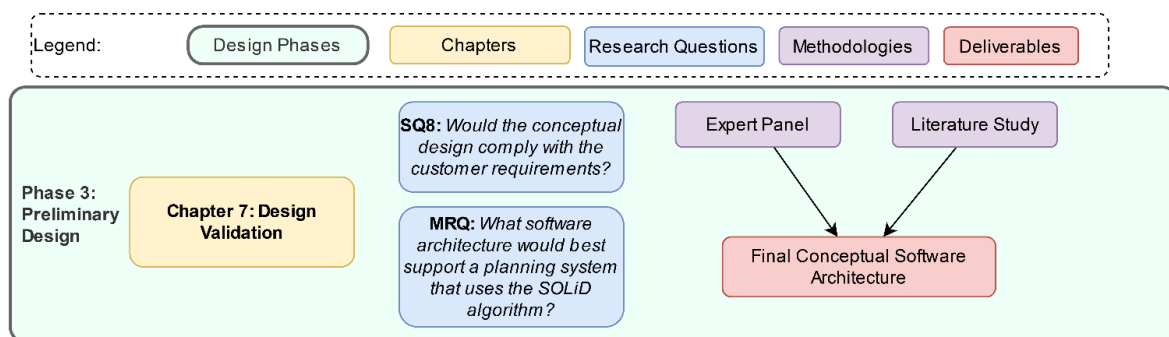 Legend:
Design Phases
Chapters
Research Questions
Methodologies
Deliverables
Phase 3:
Preliminary
Design
Chapter 7: Design
Validation
SQ8: Would the conceptual
design comply with the
customer requirements?
MRQ: What software
architecture would best
support a planning system
that uses the SOLiD
algorithm?
Expert Panel
Literature Study
Final Conceptual Software
Architecture